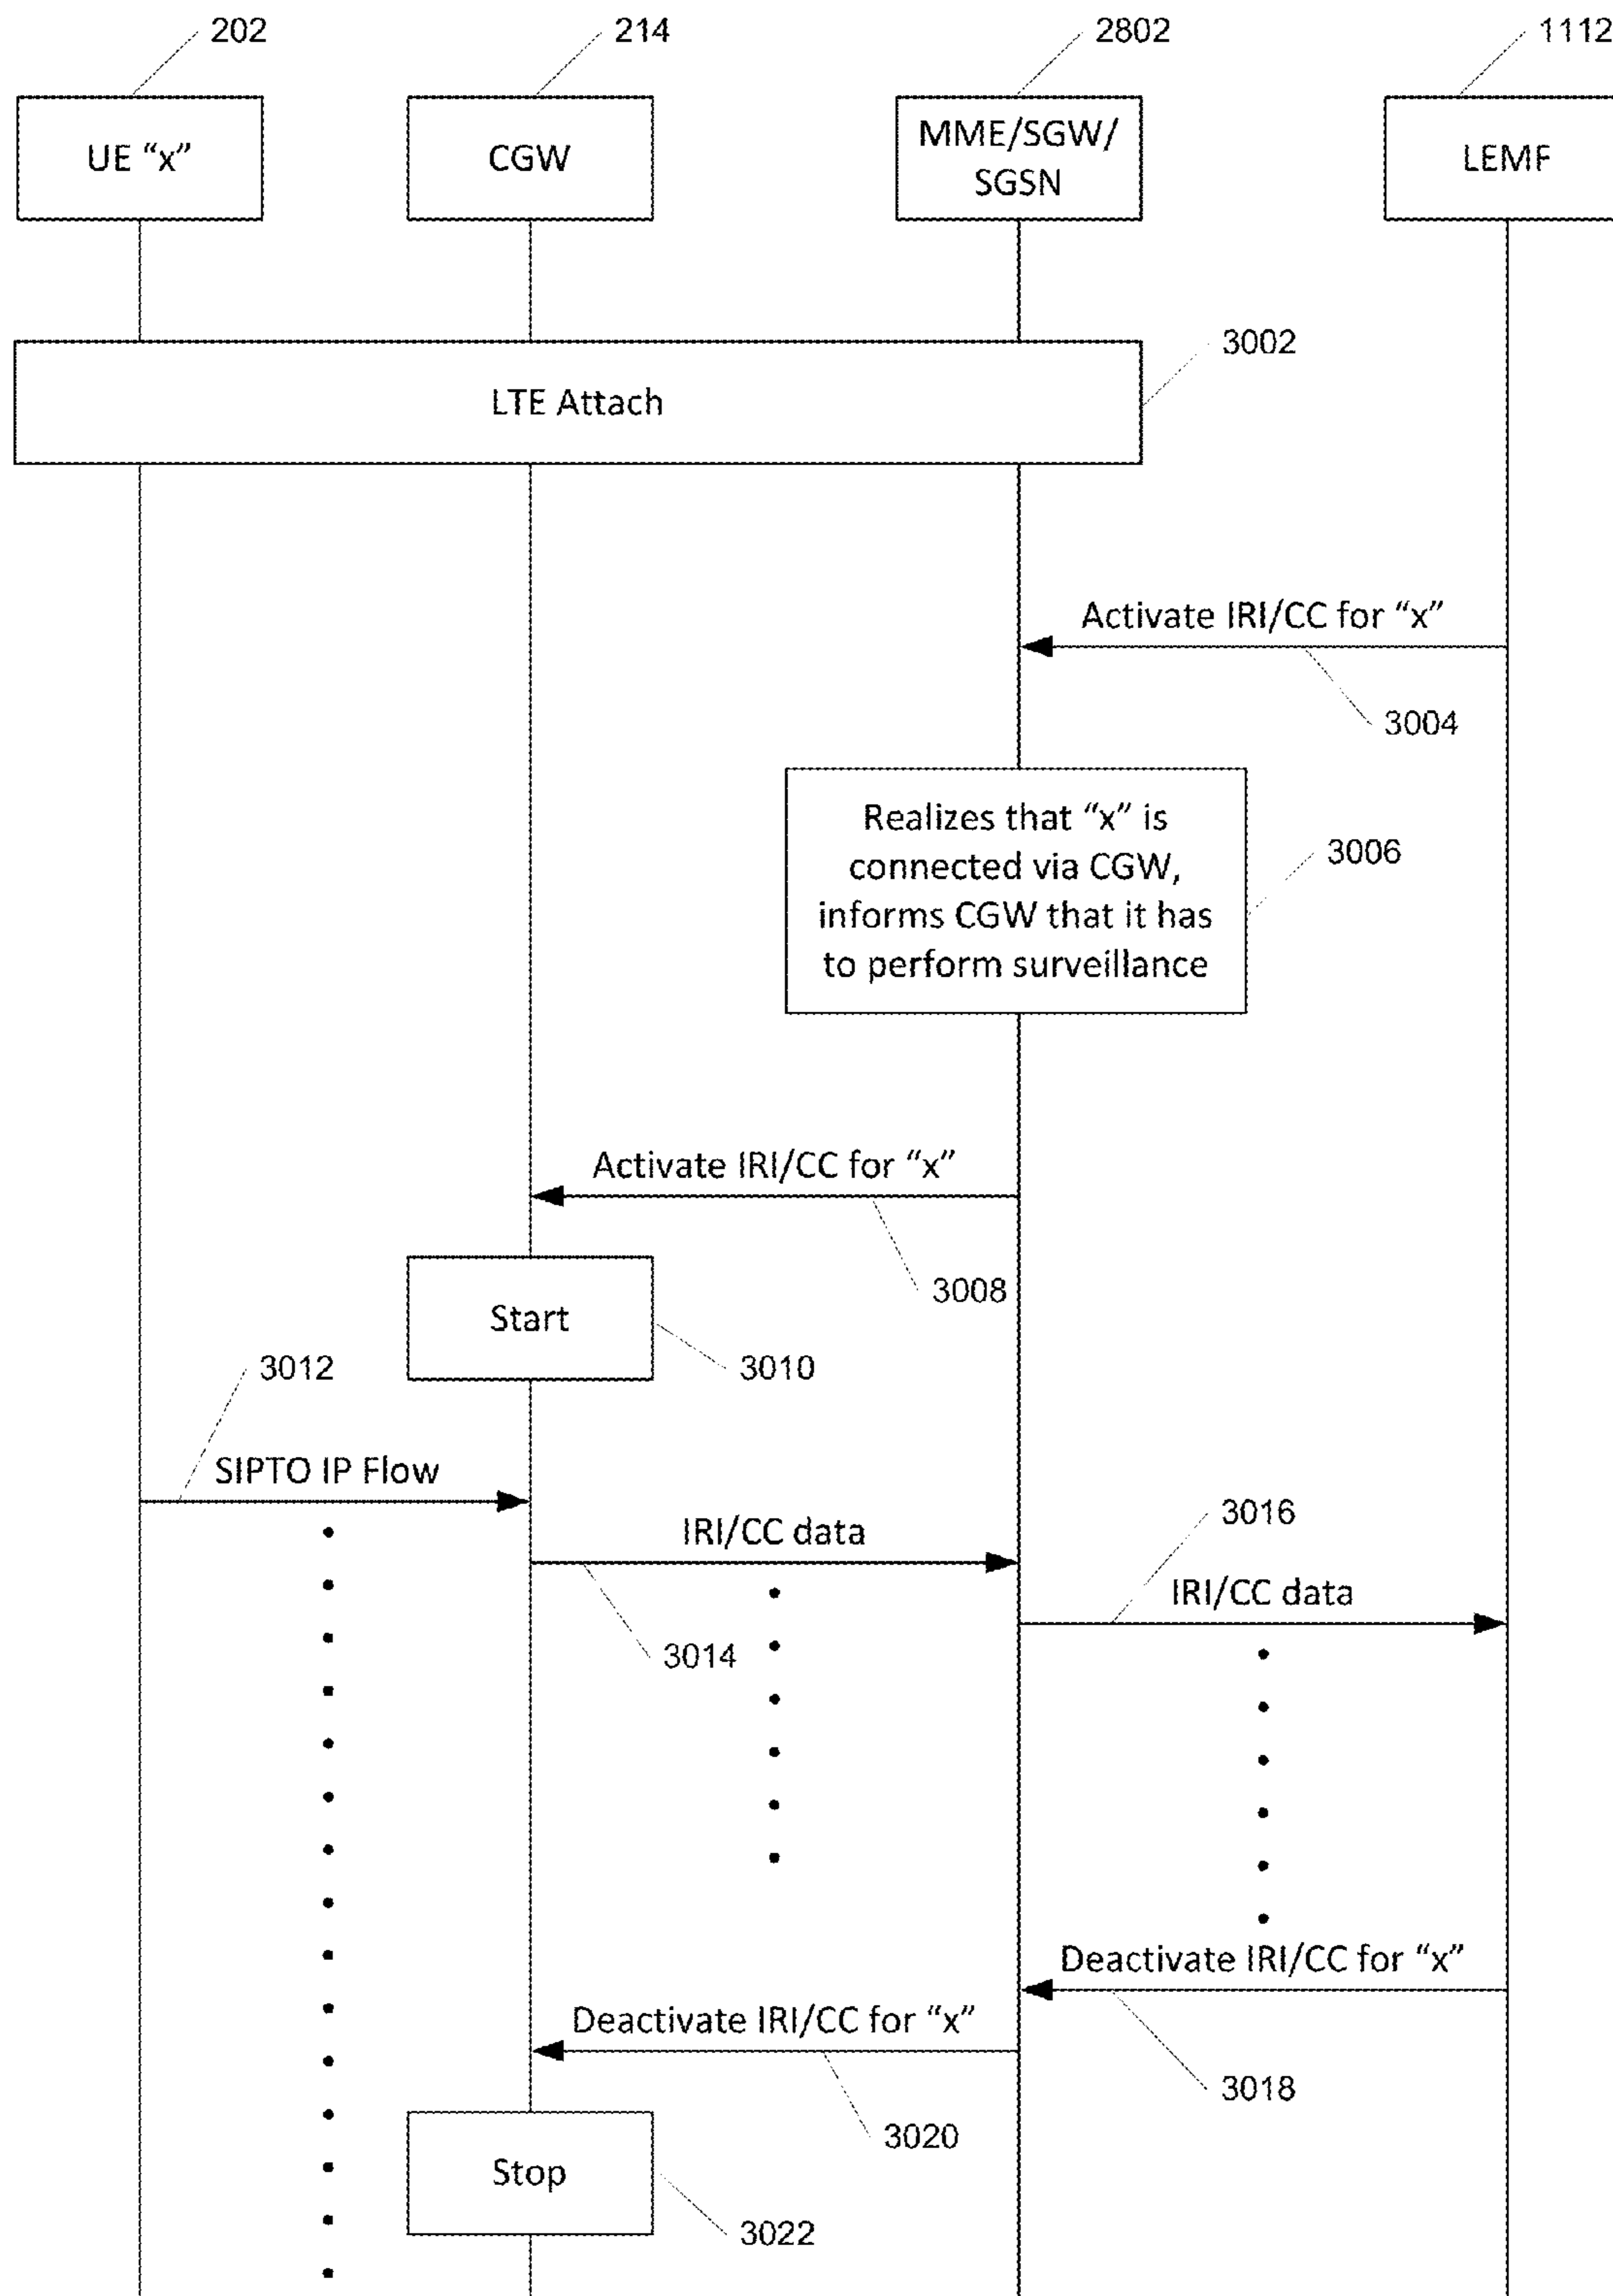 202
214
2802
1112
UE “x”
CGW
MME/SGW/
SGSN
LEMF
3002
LTE Attach
Activate IRI/CC for “x”
3004
Realizes that “x” is
connected via CGW,
informs CGW that it has
to perform surveillance
3006
Activate IRI/CC for “x”
3008
Start
3010
3012
SIPTO IP Flow
IRI/CC data
3014
3016
IRI/CC data
Deactivate IRI/CC for “x”
3018
Deactivate IRI/CC for “x”
3020
Stop
3022